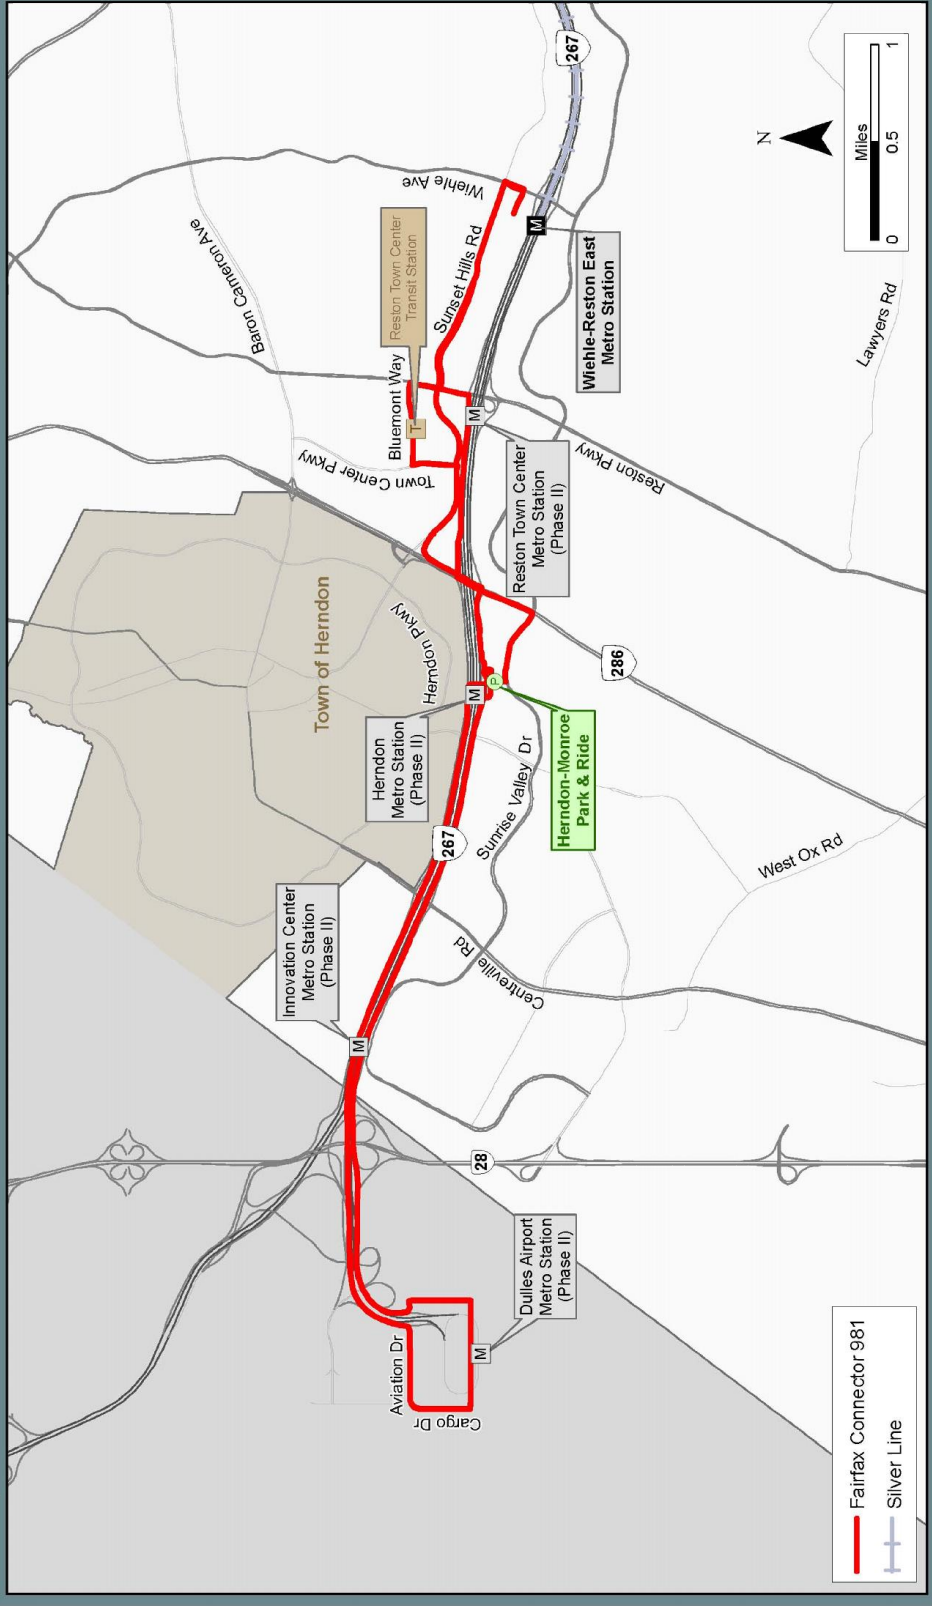 Fairfax Connector 981
Silver Line
Cargo Dr
Aviation Dr
Dulles Airport
Metro Station
(Phase II)
M
28
Innovation Center
Metro Station
(Phase II)
M
Centreville Rd
267
Herndon
Metro Station
(Phase II)
M
Town of Herndon
Herndon Pkwy
Sunrise Valley Dr
P
Herndon-Monroe
Park & Ride
West Ox Rd
286
Town Center Pkwy
Bluemont Way
T
Reston Town Center
Transit Station
M
Reston Town Center
Metro Station
(Phase II)
Reston Pkwy
Baron Cameron Ave
Sunset Hills Rd
Wiehle Ave
M
Wiehle-Reston East
Metro Station
Lawyers Rd
267
N
Miles
0 0.5 1